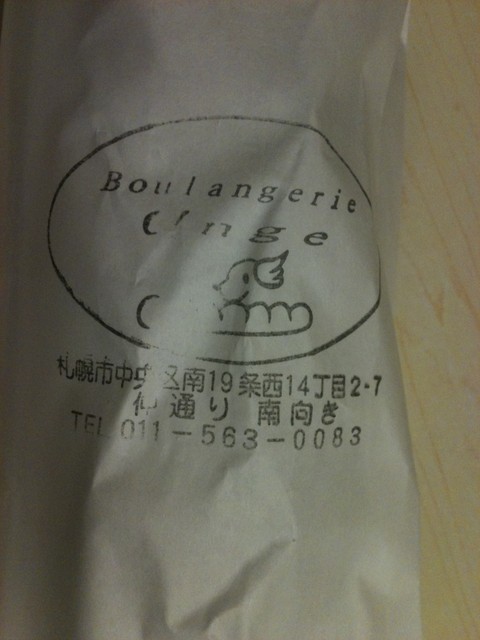 Boulangerie
札幌市中央区南19条西14丁目2-7
仲通り 南向き
TEL 011-563-0083